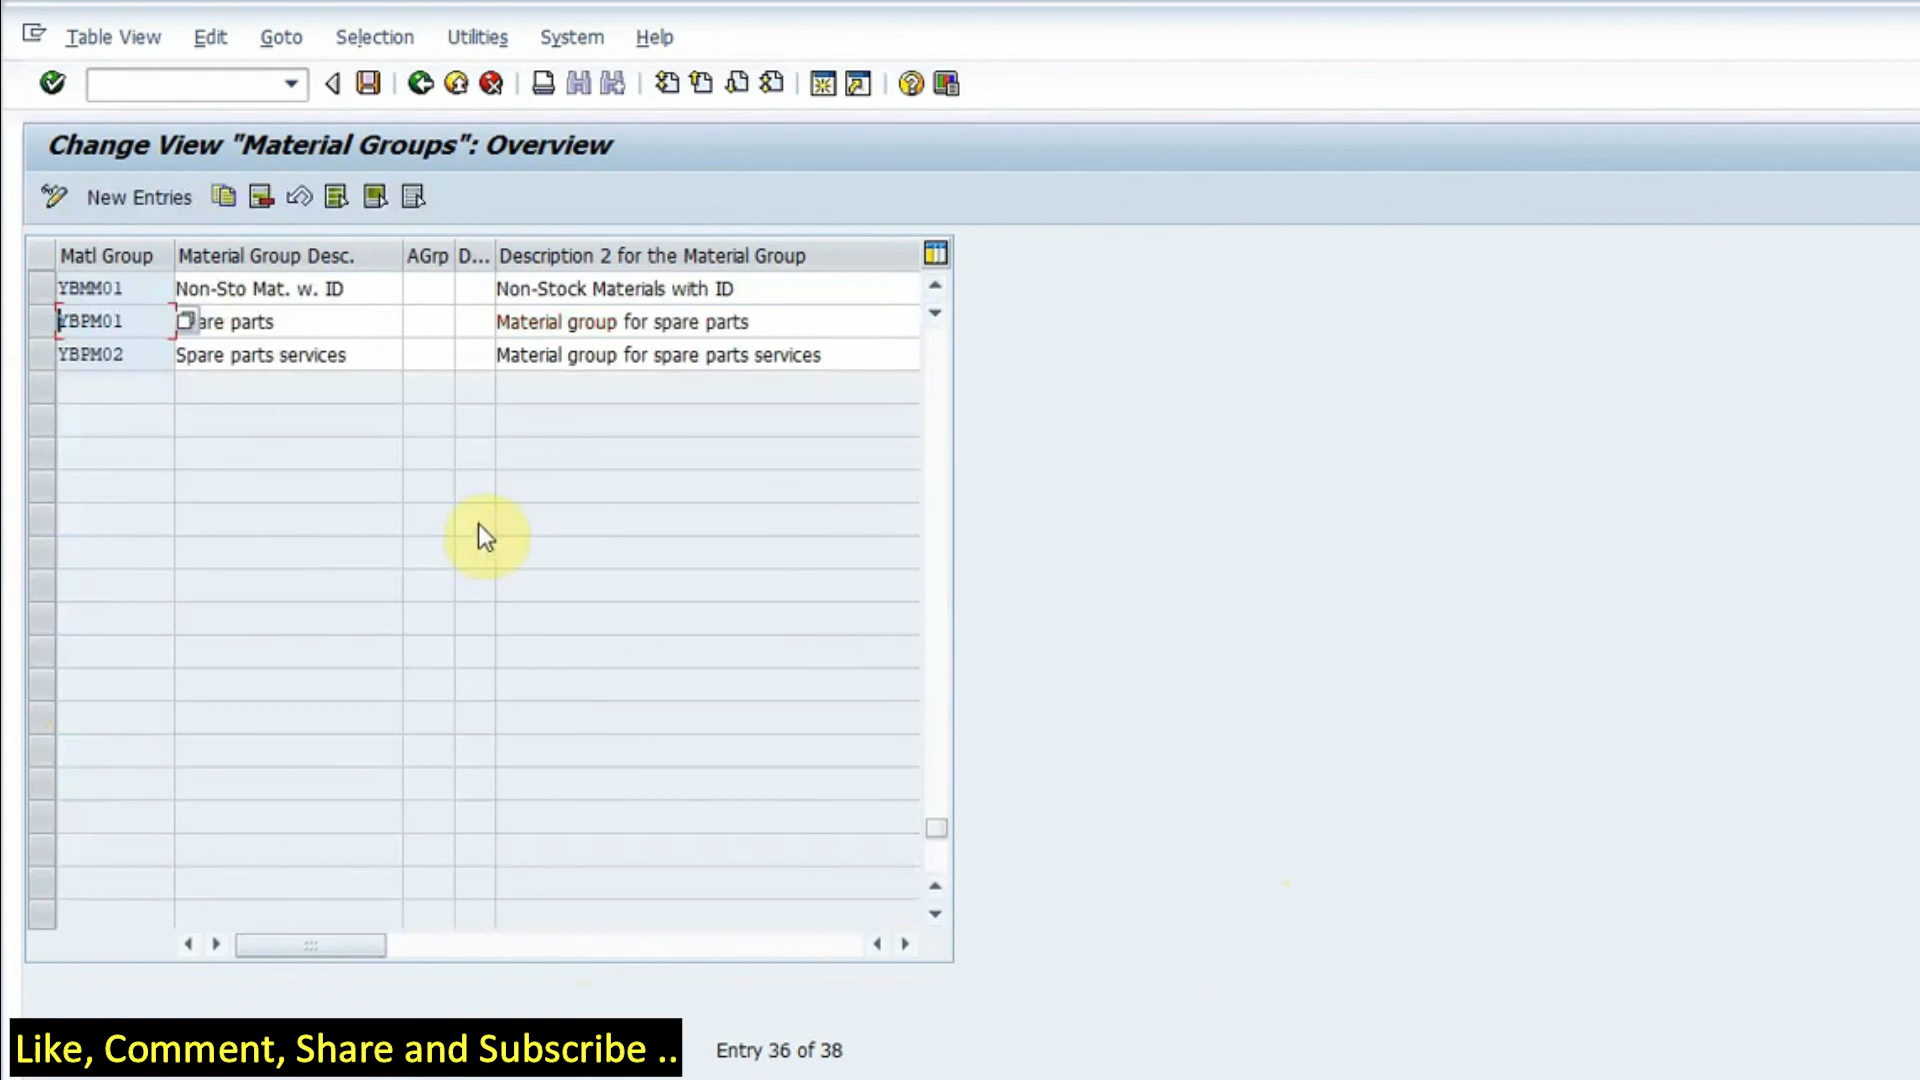 Table View Edit Goto Selection Utilities System Help
Change View "Material Groups": Overview
New Entries
Matl Group Material Group Desc. AGrp D... Description 2 for the Material Group
YBMM01 Non-Sto Mat. w. ID Non-Stock Materials with ID
YBPM01 are parts Material group for spare parts
YBPM02 Spare parts services Material group for spare parts services
Like, Comment, Share and Subscribe .. Entry 36 of 38